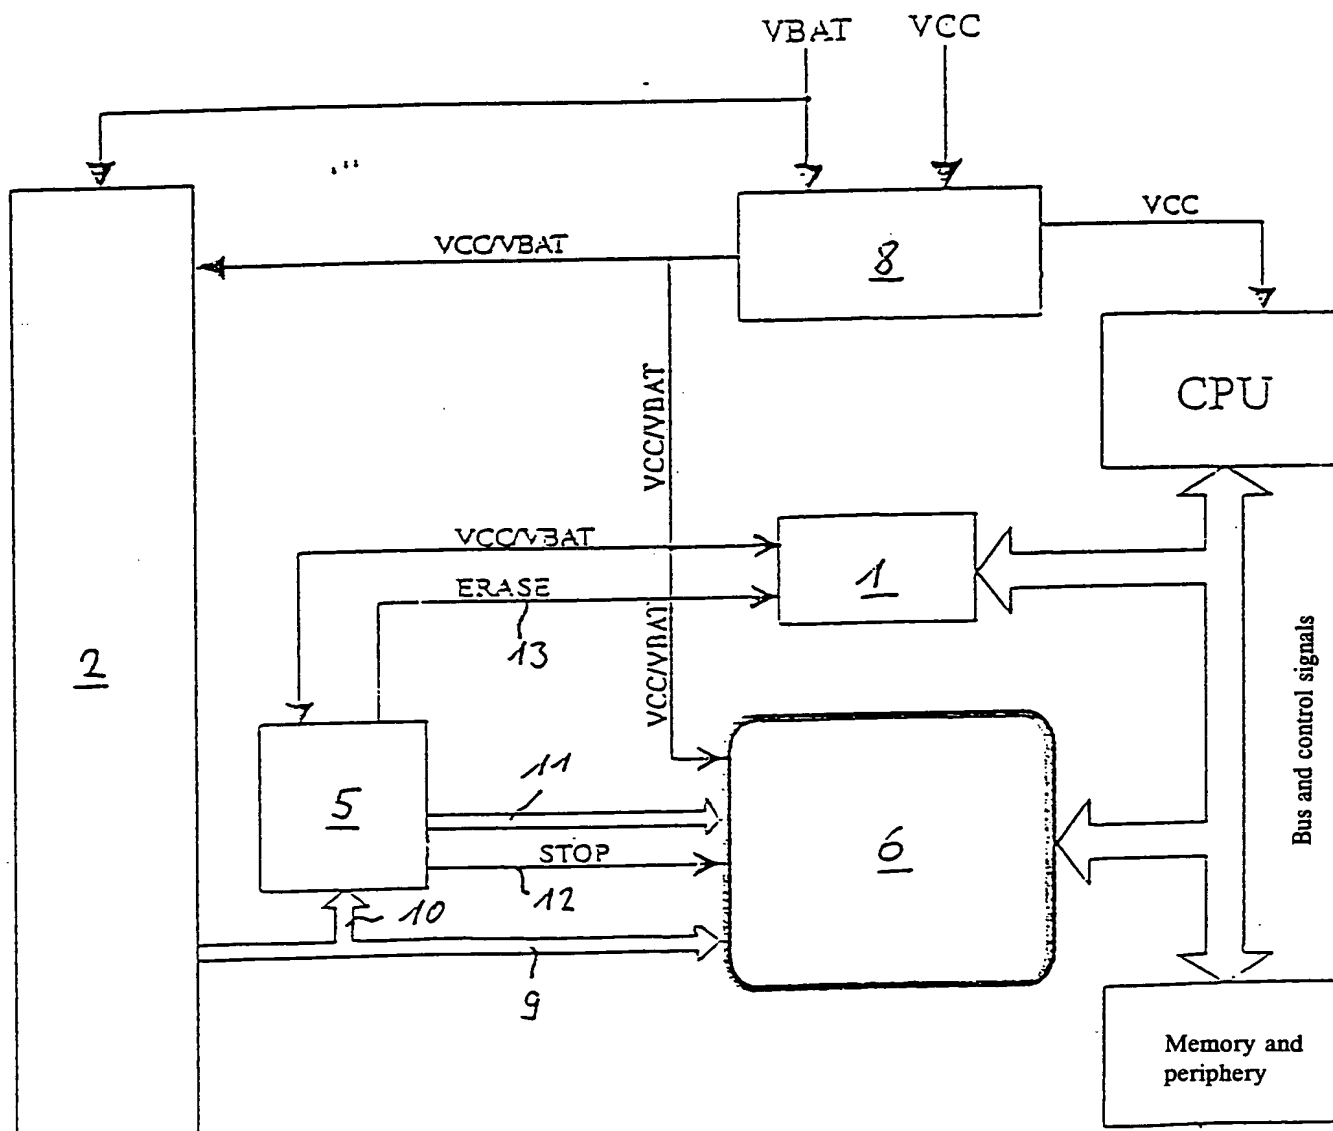 VBAT VCC
VCC
VCC/VBAT
8
CPU
VCC/VBAT
VCC/VBAT
1
ERASE
13
VCC/VBAT
2
Bus and control signals
11
5
6
STOP
12
10
9
Memory and
periphery